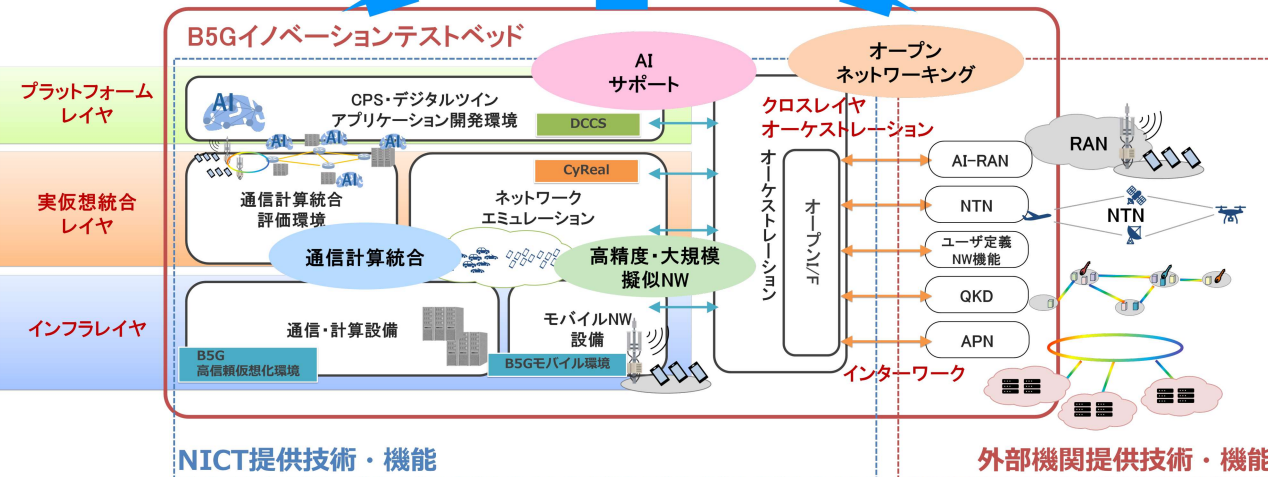 B5Gイノベーションテストベッド
AI
サポート
オープン
ネットワーキング
プラットフォーム
レイヤ
AI
CPS・デジタルツイン
アプリケーション開発環境
DCCS
クロスレイヤ
オーケストレーション
AI
AI
AI
AI
実仮想統合
レイヤ
通信計算統合
評価環境
CyReal
ネットワーク
エミュレーション
通信計算統合
高精度・大規模
擬似NW
オーケストレーション
オープンI/F
AI-RAN
RAN
NTN
NTN
ユーザ定義
NW機能
QKD
APN
インフラレイヤ
通信・計算設備
モバイルNW
設備
B5G
高信頼仮想化環境
B5Gモバイル環境
インターワーク
NICT提供技術・機能
外部機関提供技術・機能